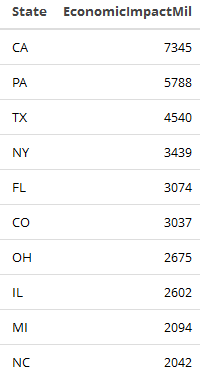 State EconomicImpactMil
CA 7345
PA 5788
TX 4540
NY 3439
FL 3074
CO 3037
OH 2675
IL 2602
MI 2094
NC 2042